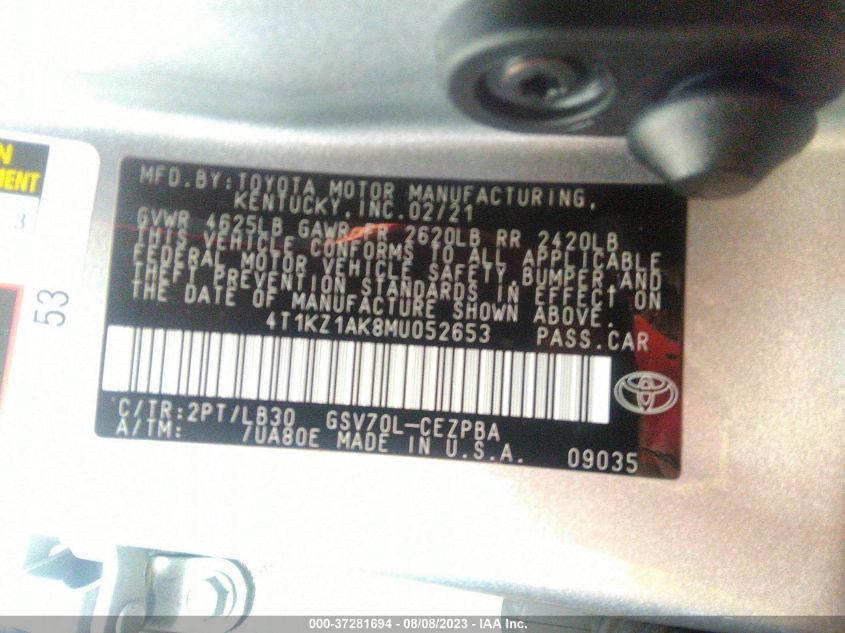 N
MENT
3
53
MFD.BY:TOYOTA MOTOR MANUFACTURING,
KENTUCKY,INC.02/21
GVWR 4625LB GAWR FR 2620LB RR 2420LB
THIS VEHICLE CONFORMS TO ALL APPLICABLE
FEDERAL MOTOR VEHICLE SAFETY,BUMPER,AND
THEFT PREVENTION STANDARDS IN EFFECT ON
THE DATE OF MANUFACTURE SHOWN ABOVE.
4T1KZ1AK8MU052653 PASS.CAR
C/TR:2PT/LB30 GSV70L-CEZPBA
A/TM: /UA80E MADE IN U.S.A. 09035
000-37281694 - 08/08/2023 - IAA Inc.